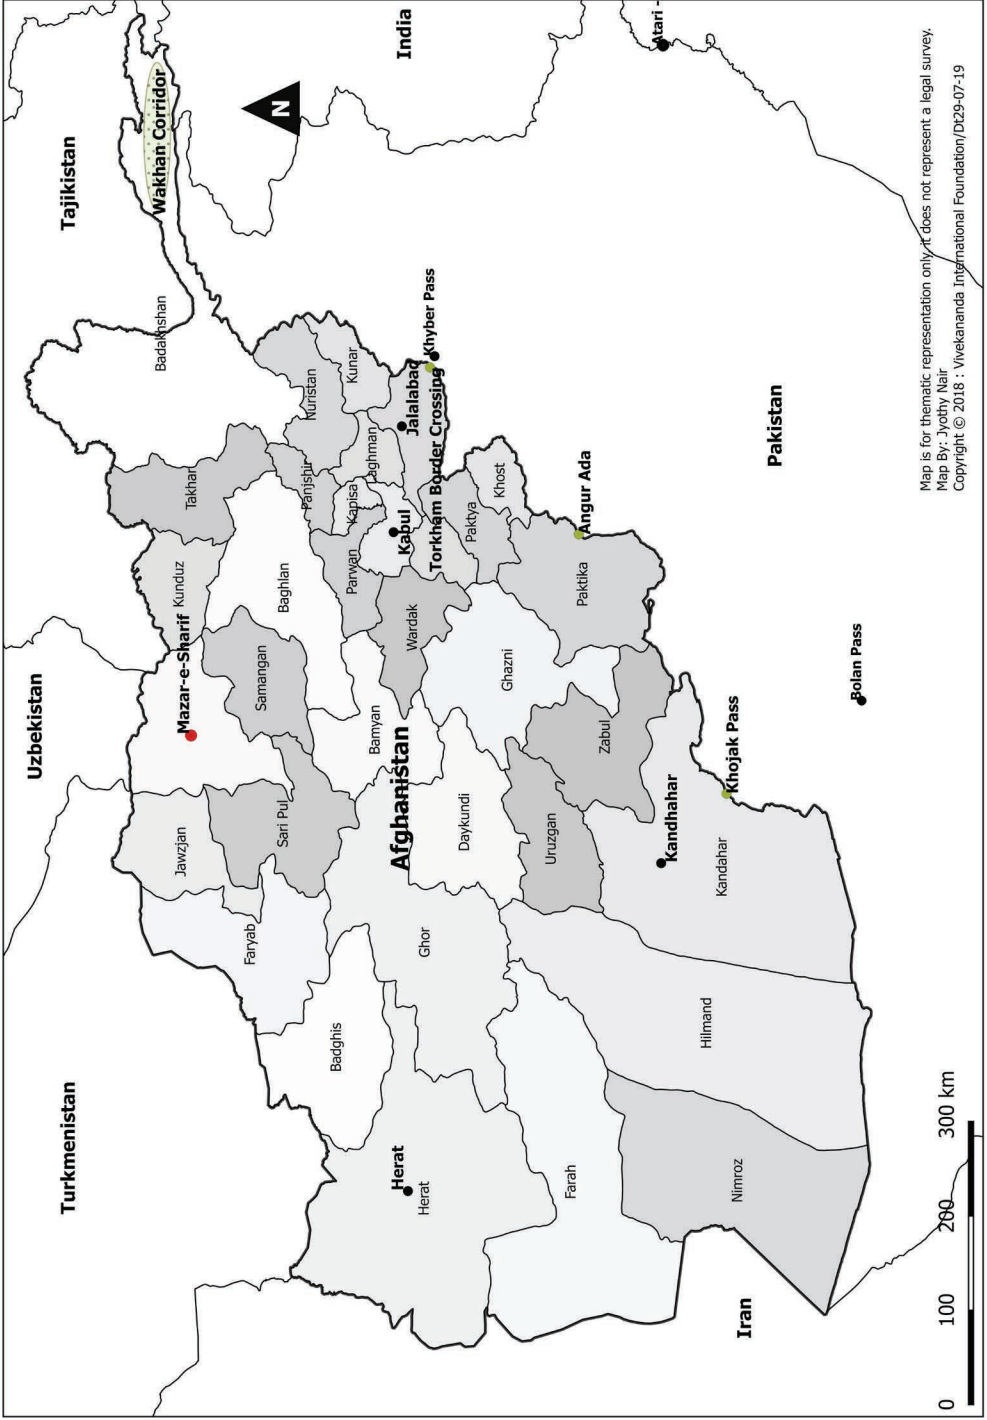 Uzbekistan
Tajikistan
Turkmenistan
Wakhan Corridor
N
India
Badakhshan
Takhar
Kunduz
Mazar-e-Sharif
Jawzjan
Faryab
Sari Pul
Samangan
Baghlan
Panjshir
Nuristan
Kunar
Laghman
Kapisa
Parwan
Kabul
Jalalabad
Khyber Pass
Torkham Border Crossing
Badghis
Bamyan
Wardak
Afghanistan
Herat
Herat
Ghor
Daykundi
Ghazni
Paktya
Khost
Paktika
Angur Ada
Uruzgan
Zabul
Farah
Kandhahar
Kandahar
Khojak Pass
Hilmand
Nimroz
Bolan Pass
Pakistan
Iran
Atari -
0 100 200 300 km
Map is for thematic representation only, it does not represent a legal survey.
Map By: Jyothy Nair
Copyright © 2018 : Vivekananda International Foundation/Dt29-07-19